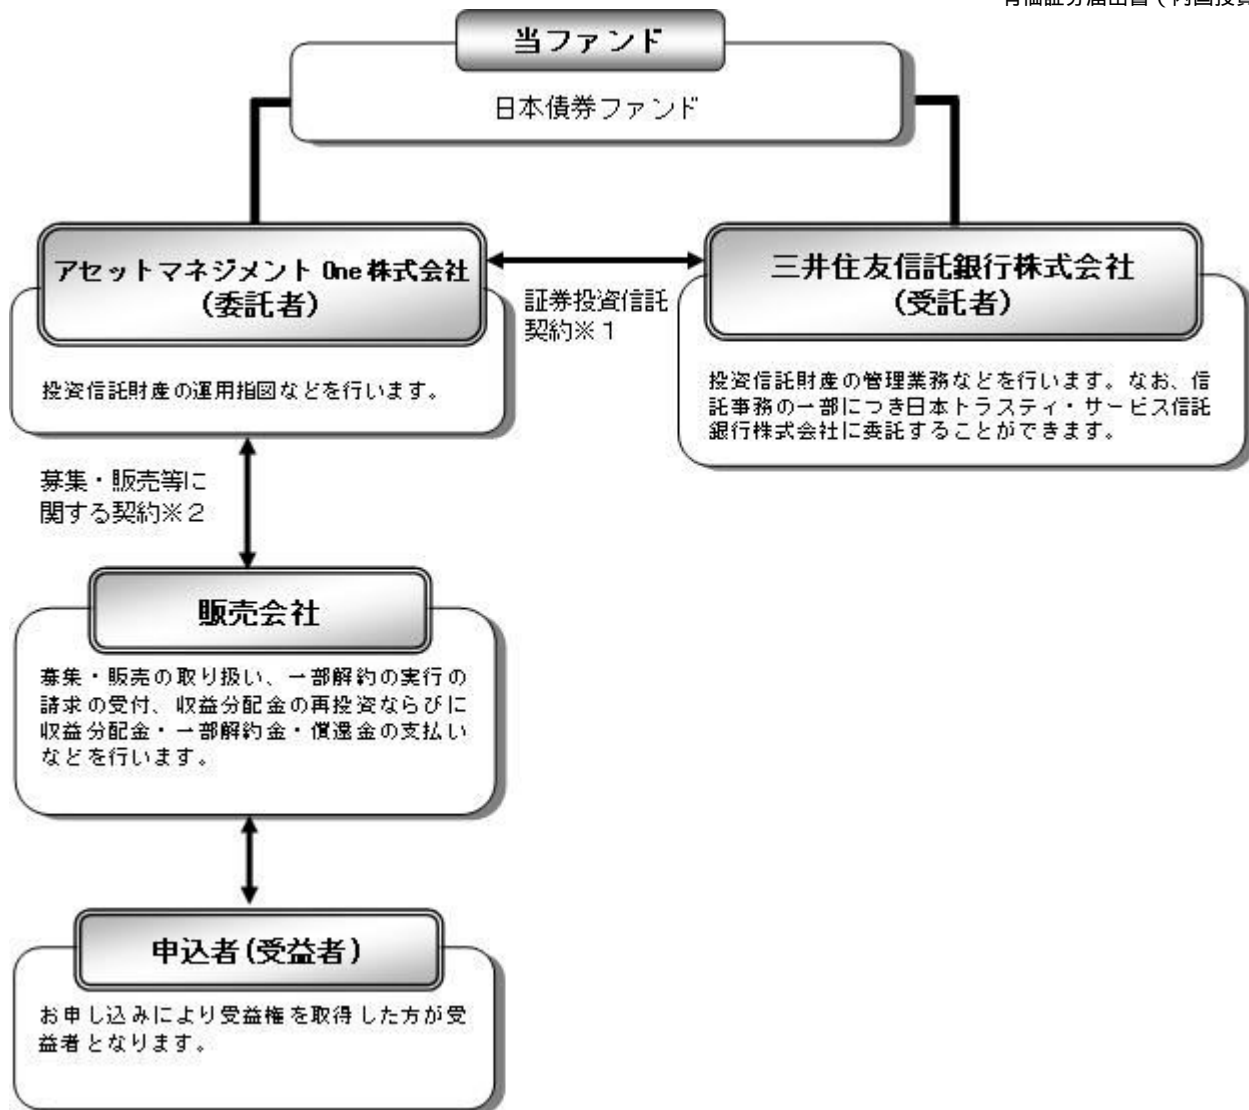 当ファンド
日本債券ファンド
アセットマネジメント One 株式会社
(委託者)
投資信託財産の運用指図などを行います。
証券投資信託
契約※１
三井住友信託銀行株式会社
(受託者)
投資信託財産の管理業務などを行います。なお、信
託事務の一部につき日本トラスティ・サービス信託
銀行株式会社に委託することができます。
募集・販売等に
関する契約※２
販売会社
募集・販売の取り扱い、一部解約の実行の
請求の受付、収益分配金の再投資ならびに
収益分配金・一部解約金・償還金の支払い
などを行います。
申込者(受益者)
お申し込みにより受益権を取得した方が受
益者となります。